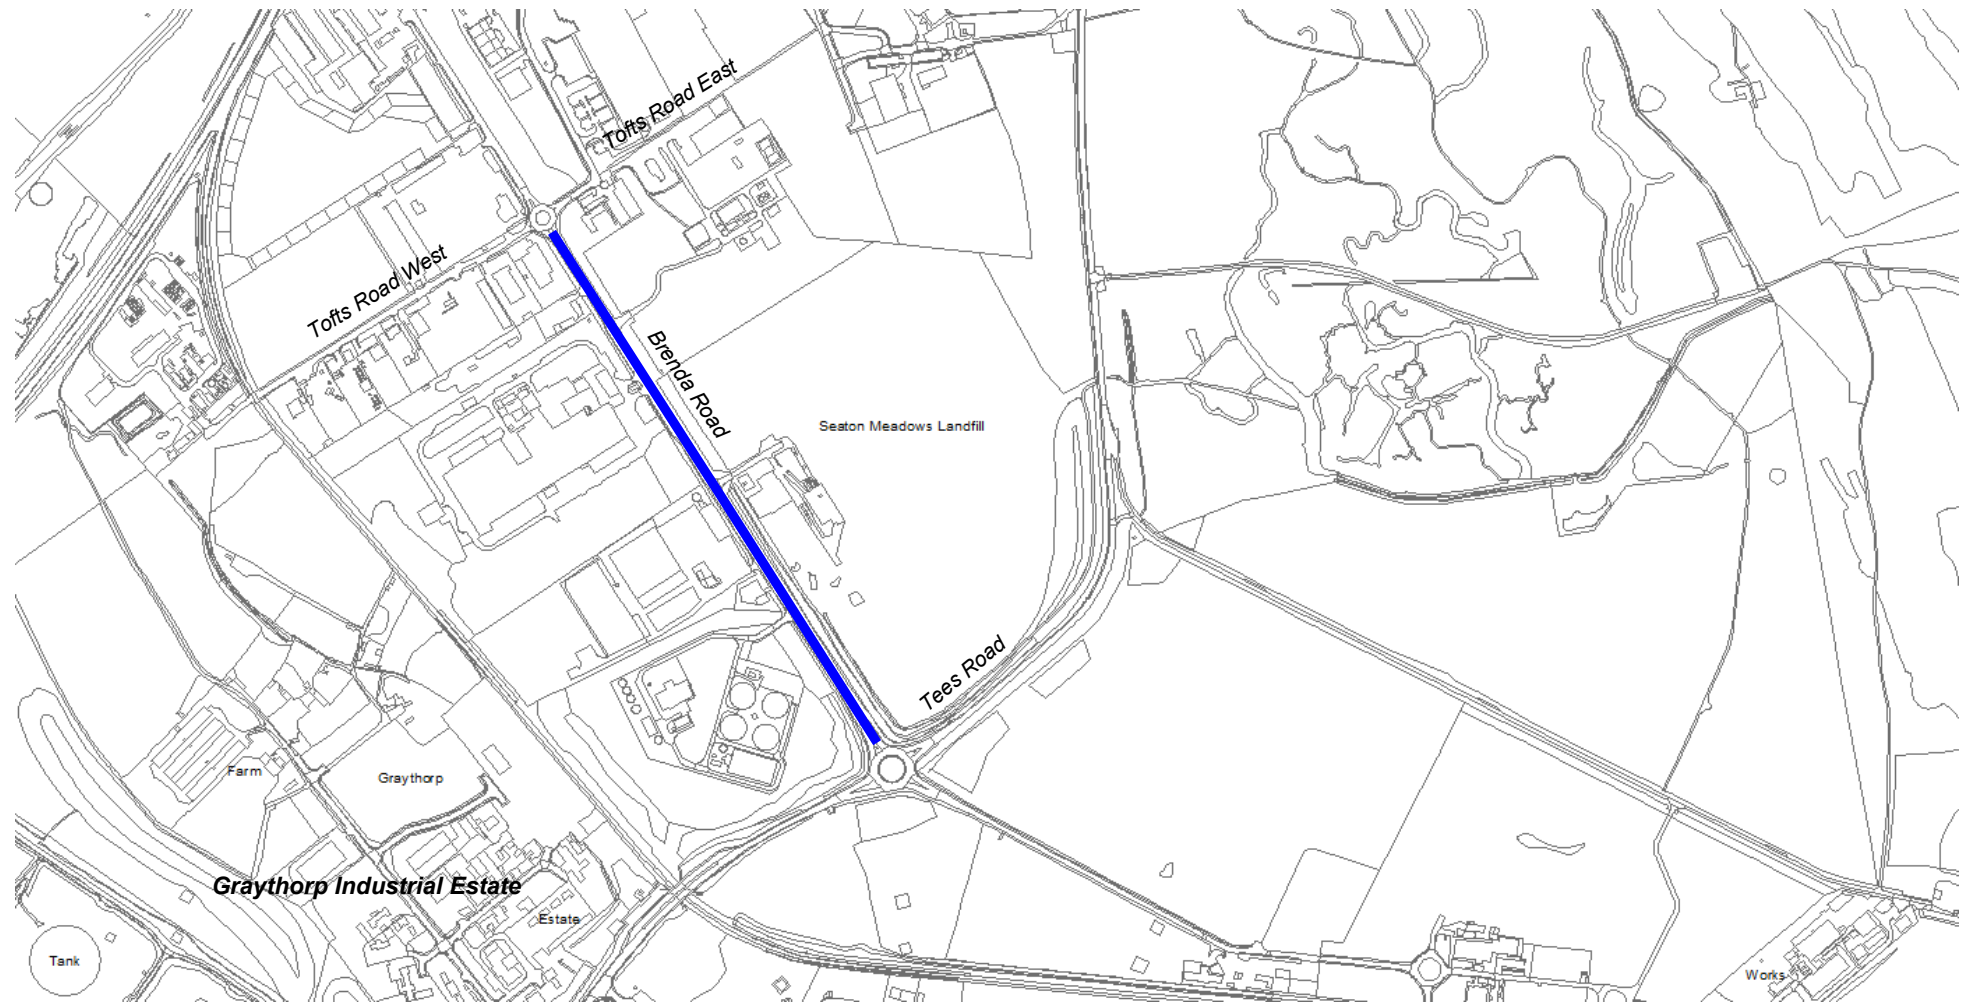 Tofts Road East
Tofts Road West
Brenda Road
Seaton Meadows Landfill
Tees Road
Farm
Graythorp
Graythorp Industrial Estate
Estate
Tank
Works